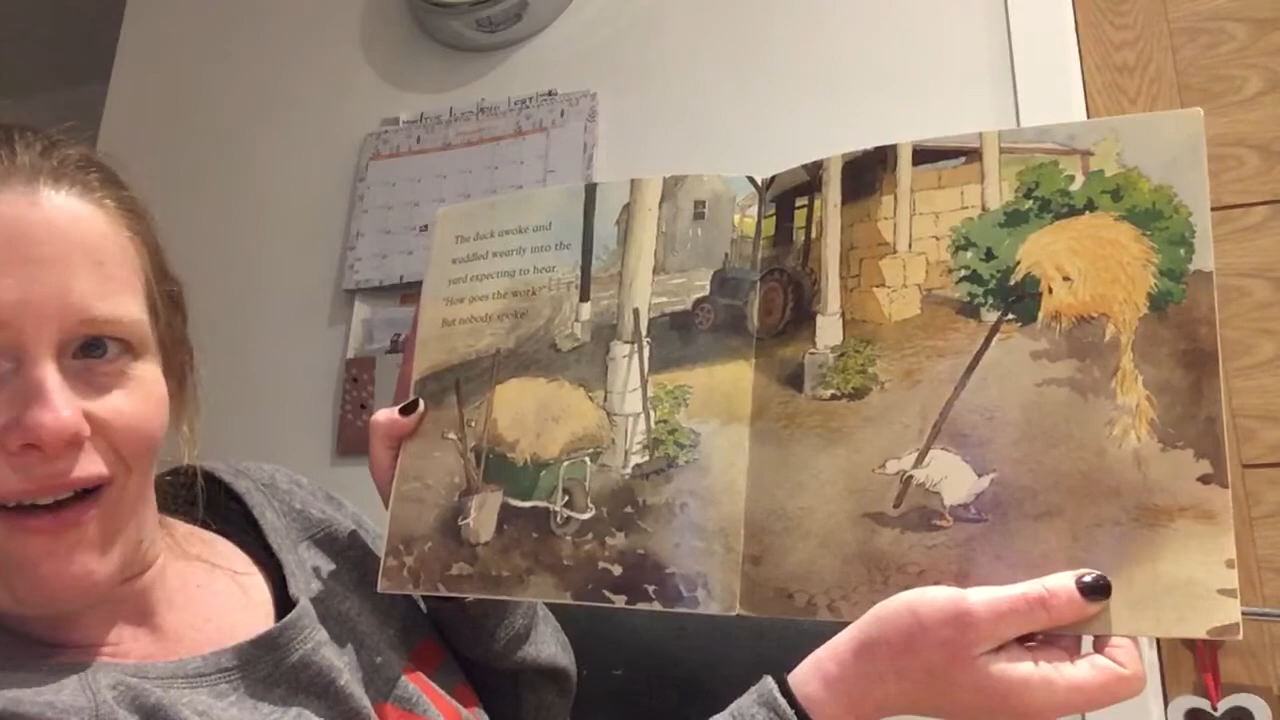 The duck awoke and
waddled wearily into the
yard expecting to hear,
"How goes the work?"
But nobody spoke!